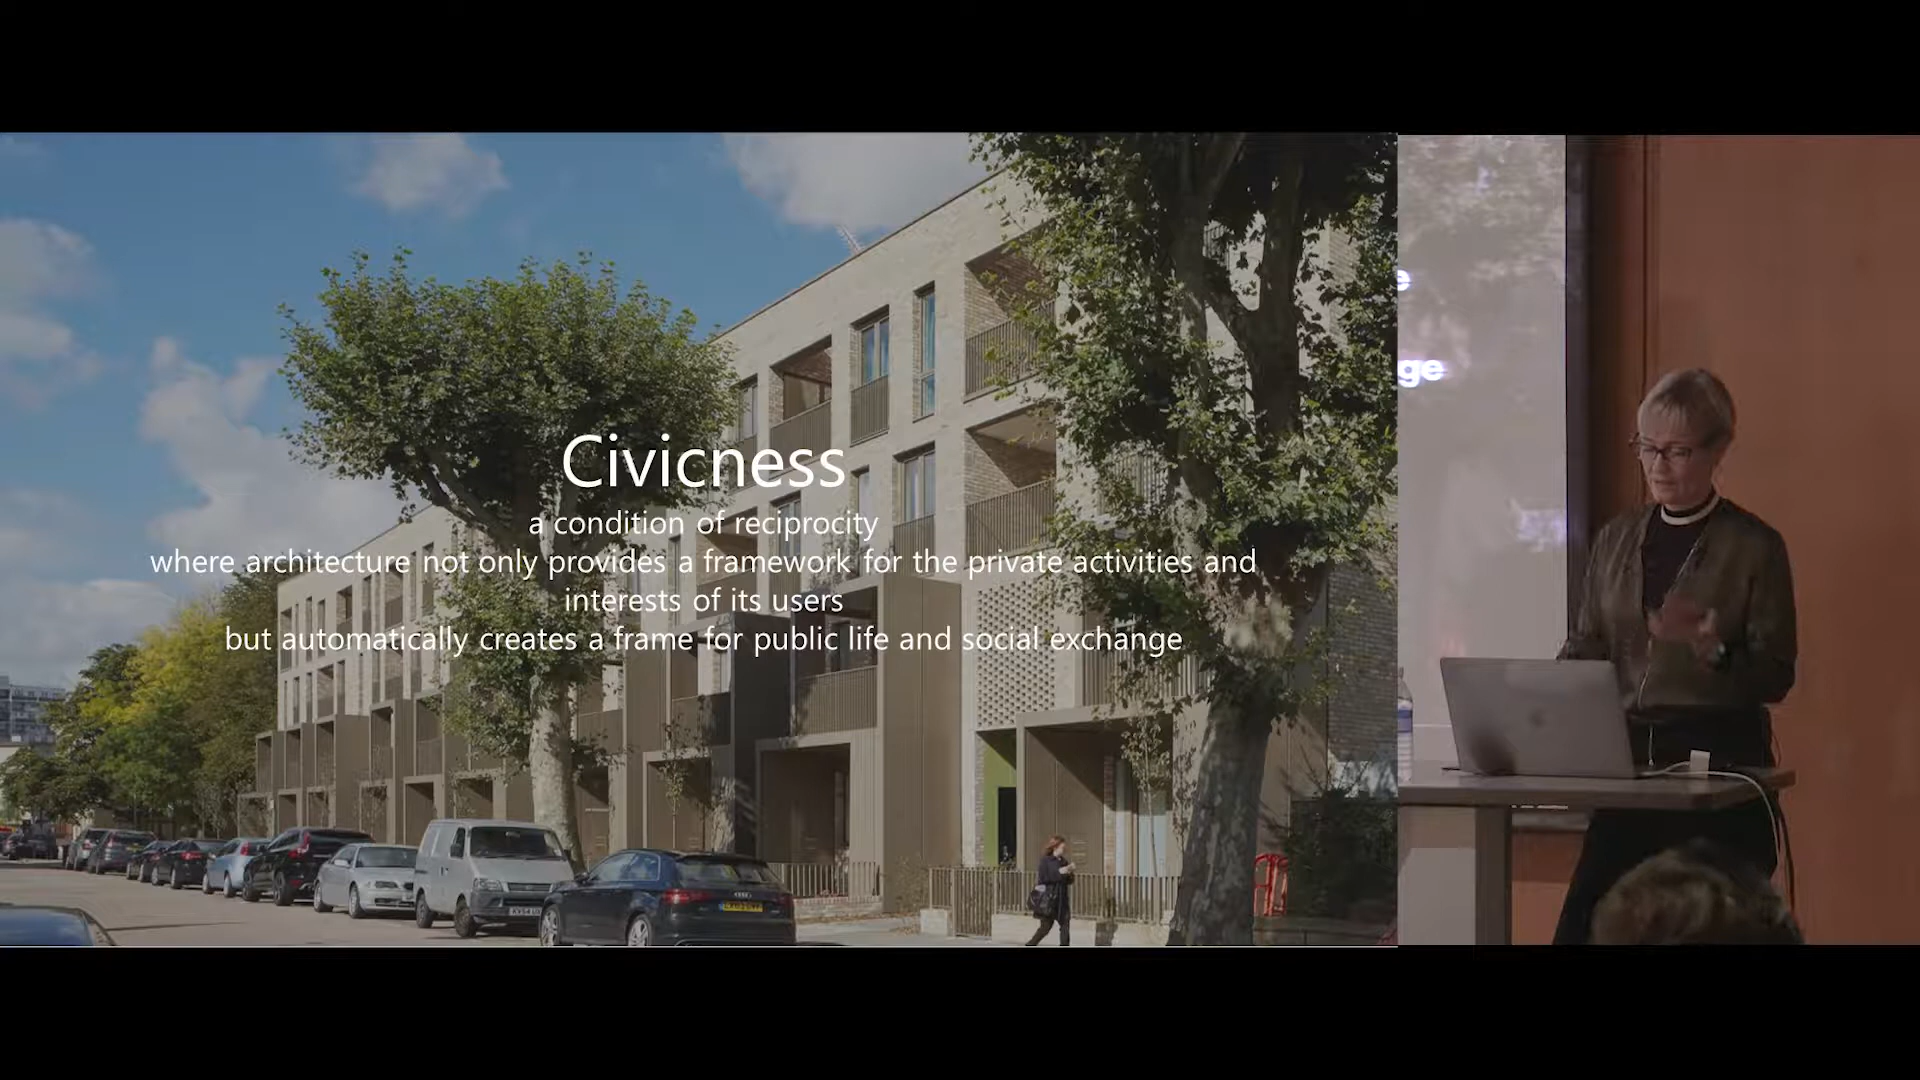 Civicness
a condition of reciprocity
where architecture not only provides a framework for the private activities and
interests of its users
but automatically creates a frame for public life and social exchange
e
ge